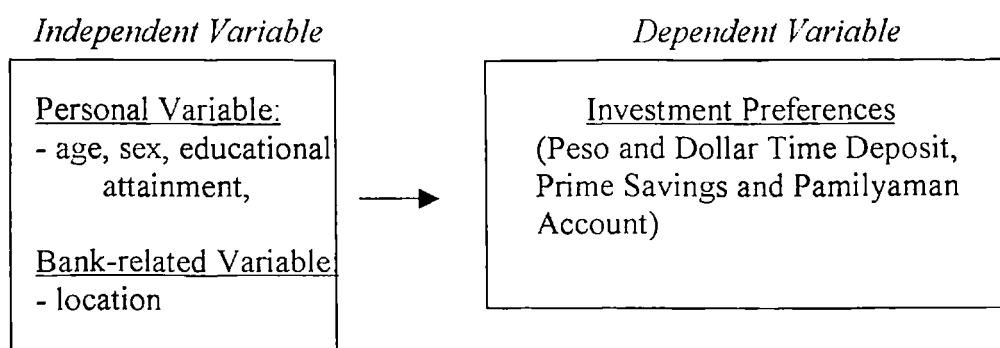 Independent Variable
Personal Variable:
- age, sex, educational
attainment,
Bank-related Variable:
- location
Dependent Variable
Investment Preferences
(Peso and Dollar Time Deposit,
Prime Savings and Pamilyaman
Account)